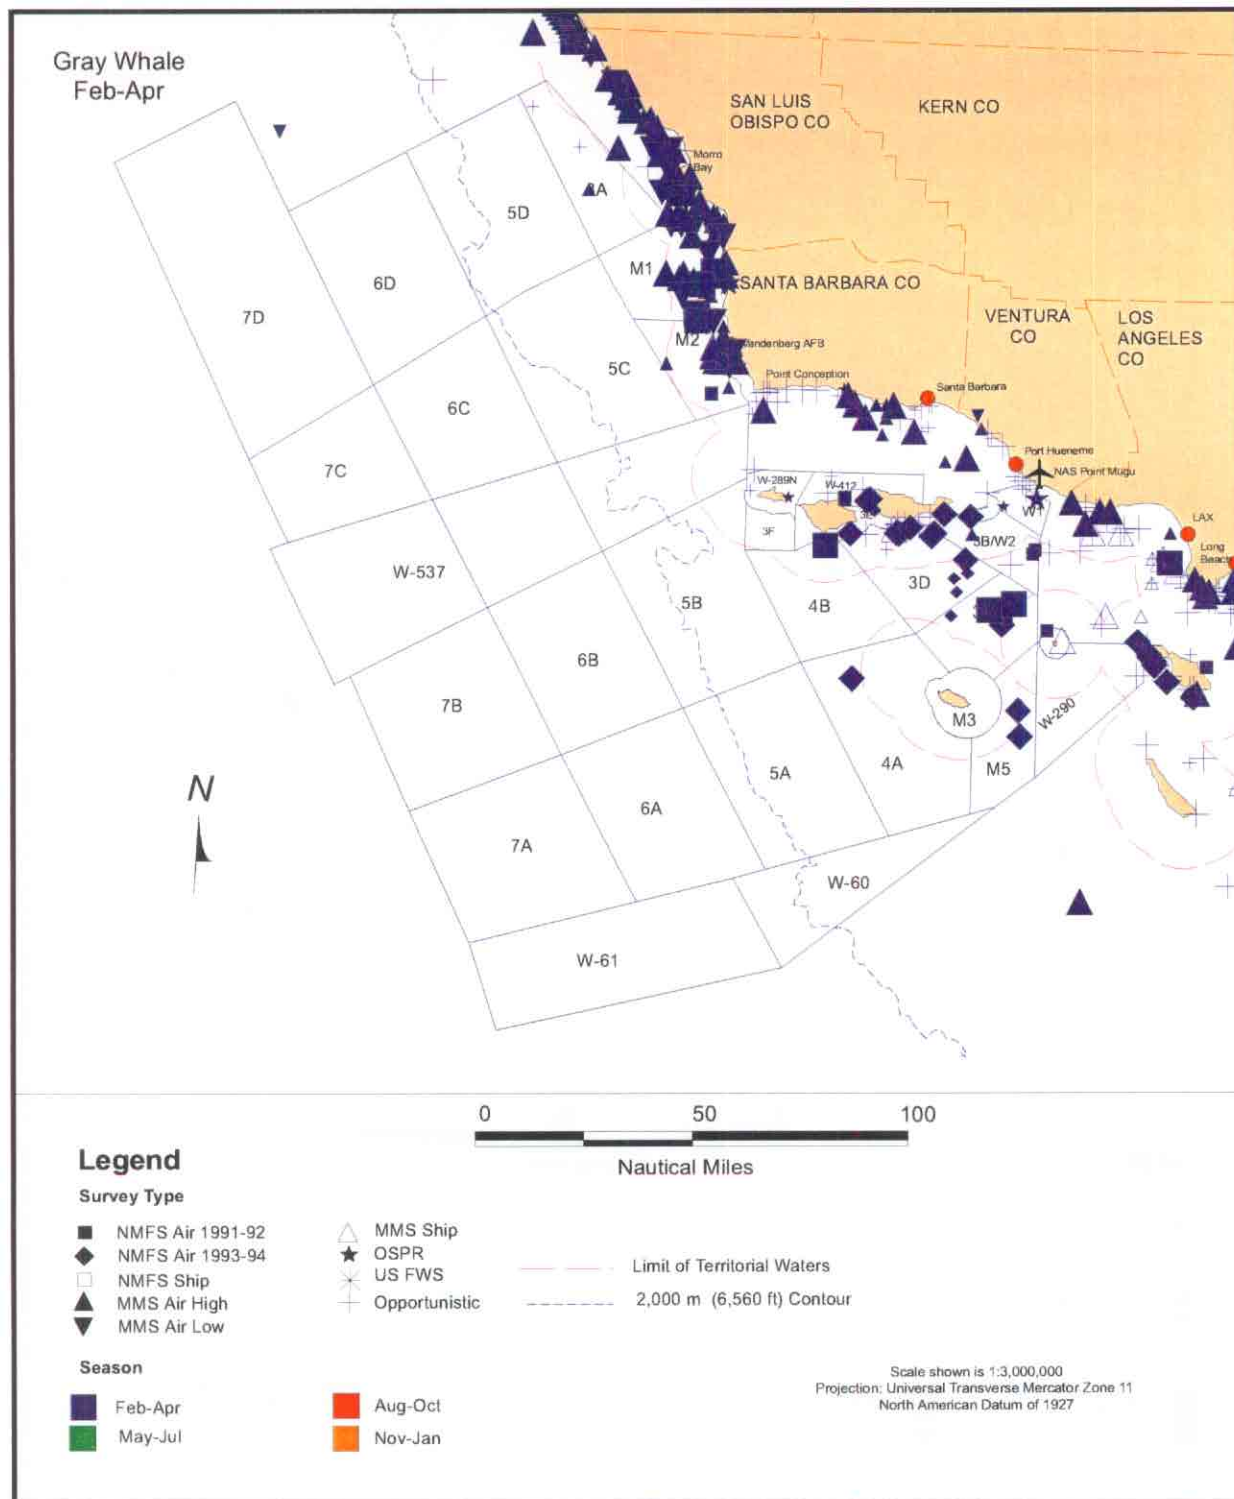 Gray Whale
Feb-Apr
SAN LUIS
OBISPO CO
KERN CO
Morro
Bay
3A
5D
M1
6D
SANTA BARBARA CO
7D
VENTURA
CO
LOS
ANGELES
CO
M2
Vandenberg AFB
5C
Point Conception
Santa Barbara
6C
Port Hueneme
7C
W-289N
W-412
NAS Point Mugu
W1
3E
LAX
3F
3B/W2
Long
Beach
W-537
3D
5B
4B
6B
7B
M3
W-290
5A
4A
M5
N
6A
7A
W-60
W-61
0
50
100
Nautical Miles
Legend
Survey Type
NMFS Air 1991-92
NMFS Air 1993-94
NMFS Ship
MMS Air High
MMS Air Low
MMS Ship
OSPR
US FWS
Opportunistic
Limit of Territorial Waters
2,000 m (6,560 ft) Contour
Season
Feb-Apr
May-Jul
Aug-Oct
Nov-Jan
Scale shown is 1:3,000,000
Projection: Universal Transverse Mercator Zone 11
North American Datum of 1927